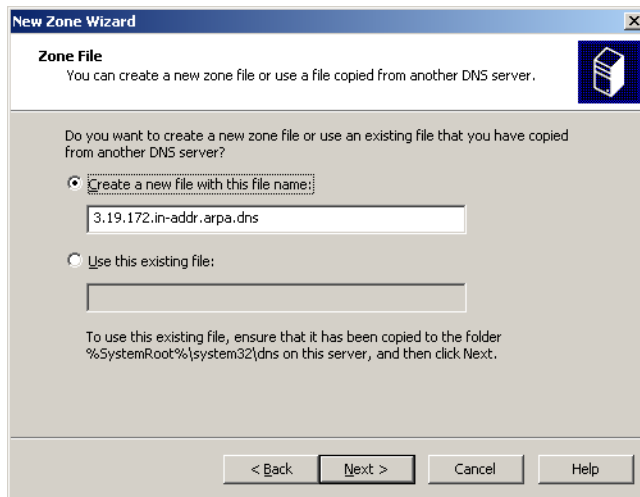 New Zone Wizard
Zone File
You can create a new zone file or use a file copied from another DNS server.
Do you want to create a new zone file or use an existing file that you have copied
from another DNS server?
Create a new file with this file name:
3.19.172.in-addr.arpa.dns
Use this existing file:
To use this existing file, ensure that it has been copied to the folder
%SystemRoot%\system32\dns on this server, and then click Next.
< Back Next > Cancel Help